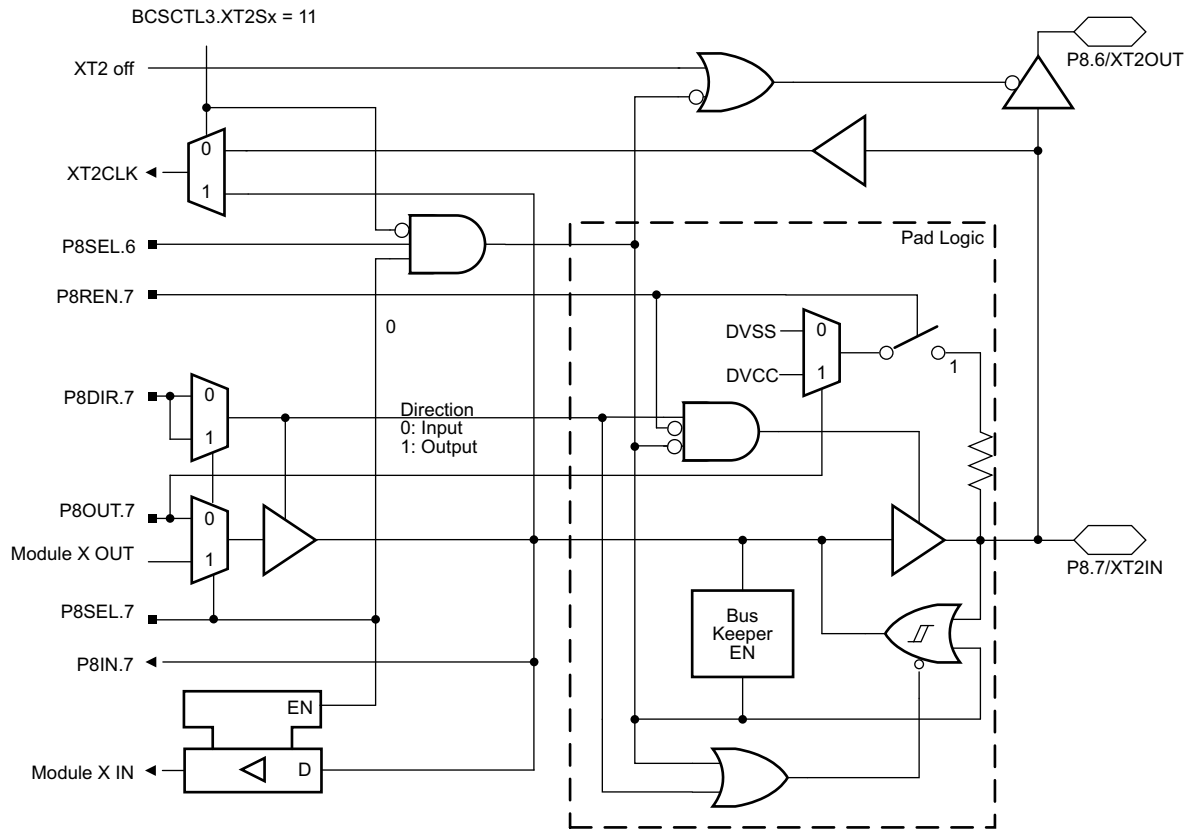 BCSCTL3.XT2Sx = 11
XT2 off
P8.6/XT2OUT
0
XT2CLK
1
P8SEL.6
Pad Logic
P8REN.7
0
DVSS
0
1
DVCC
1
P8DIR.7
0
1
Direction
0: Input
1: Output
P8OUT.7
0
Module X OUT
1
P8.7/XT2IN
P8SEL.7
Bus
Keeper
EN
P8IN.7
EN
Module X IN
D